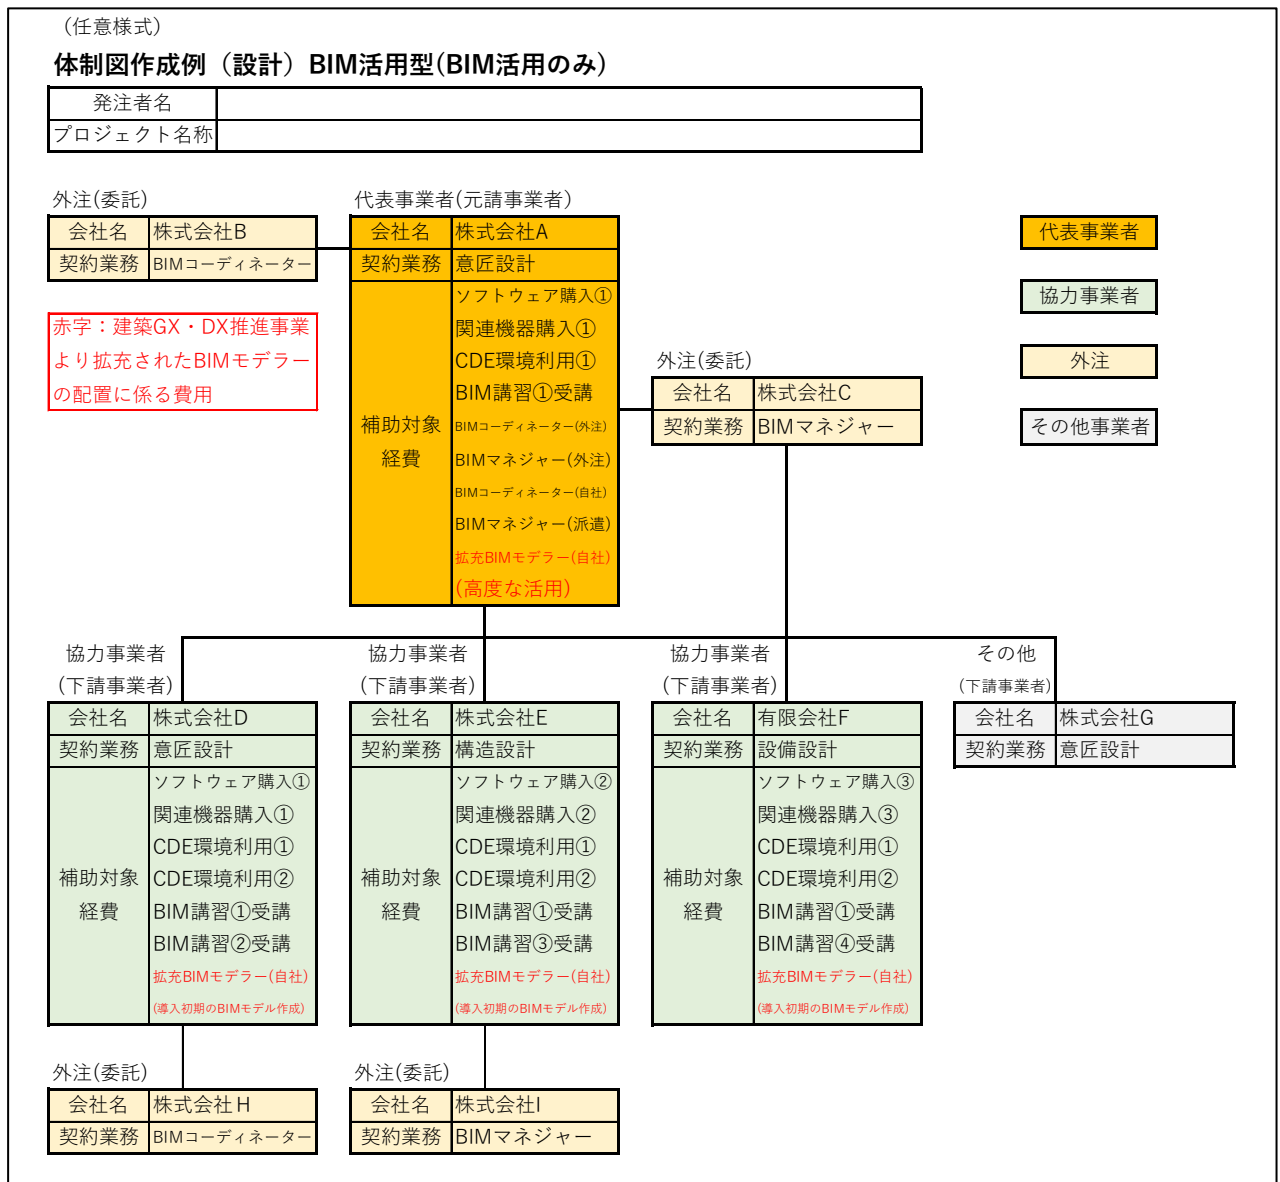 (任意様式)
体制図作成例（設計）BIM活用型(BIM活用のみ)
発注者名
プロジェクト名称
外注(委託)
会社名 株式会社B
契約業務 BIMコーディネーター
赤字：建築GX・DX推進事業
より拡充されたBIMモデラー
の配置に係る費用
代表事業者(元請事業者)
会社名 株式会社A
契約業務 意匠設計
補助対象
経費
ソフトウェア購入①
関連機器購入①
CDE環境利用①
BIM講習①受講
BIMコーディネーター(外注)
BIMマネジャー(外注)
BIMコーディネーター(自社)
BIMマネジャー(派遣)
拡充BIMモデラー(自社)
(高度な活用)
外注(委託)
会社名 株式会社C
契約業務 BIMマネジャー
代表事業者
協力事業者
外注
その他事業者
協力事業者
(下請事業者)
会社名 株式会社D
契約業務 意匠設計
補助対象
経費
ソフトウェア購入①
関連機器購入①
CDE環境利用①
CDE環境利用②
BIM講習①受講
BIM講習②受講
拡充BIMモデラー(自社)
(導入初期のBIMモデル作成)
協力事業者
(下請事業者)
会社名 株式会社E
契約業務 構造設計
補助対象
経費
ソフトウェア購入②
関連機器購入②
CDE環境利用①
CDE環境利用②
BIM講習①受講
BIM講習③受講
拡充BIMモデラー(自社)
(導入初期のBIMモデル作成)
協力事業者
(下請事業者)
会社名 有限会社F
契約業務 設備設計
補助対象
経費
ソフトウェア購入③
関連機器購入③
CDE環境利用①
CDE環境利用②
BIM講習①受講
BIM講習④受講
拡充BIMモデラー(自社)
(導入初期のBIMモデル作成)
その他
(下請事業者)
会社名 株式会社G
契約業務 意匠設計
外注(委託)
会社名 株式会社Ｈ
契約業務 BIMコーディネーター
外注(委託)
会社名 株式会社I
契約業務 BIMマネジャー